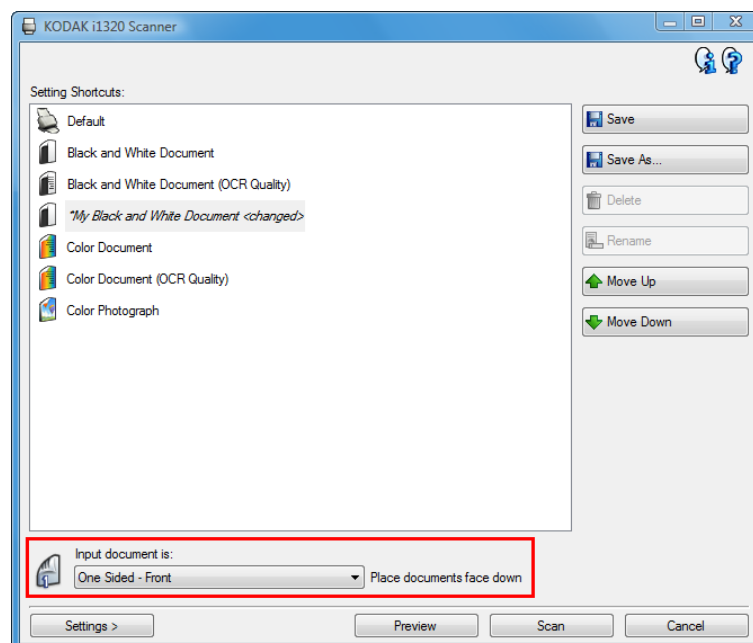 KODAK i1320 Scanner
Setting Shortcuts:
Default
Black and White Document
Black and White Document (OCR Quality)
*My Black and White Document <changed>
Color Document
Color Document (OCR Quality)
Color Photograph
Save
Save As...
Delete
Rename
Move Up
Move Down
Input document is:
One Sided - Front
Place documents face down
Settings >
Preview
Scan
Cancel